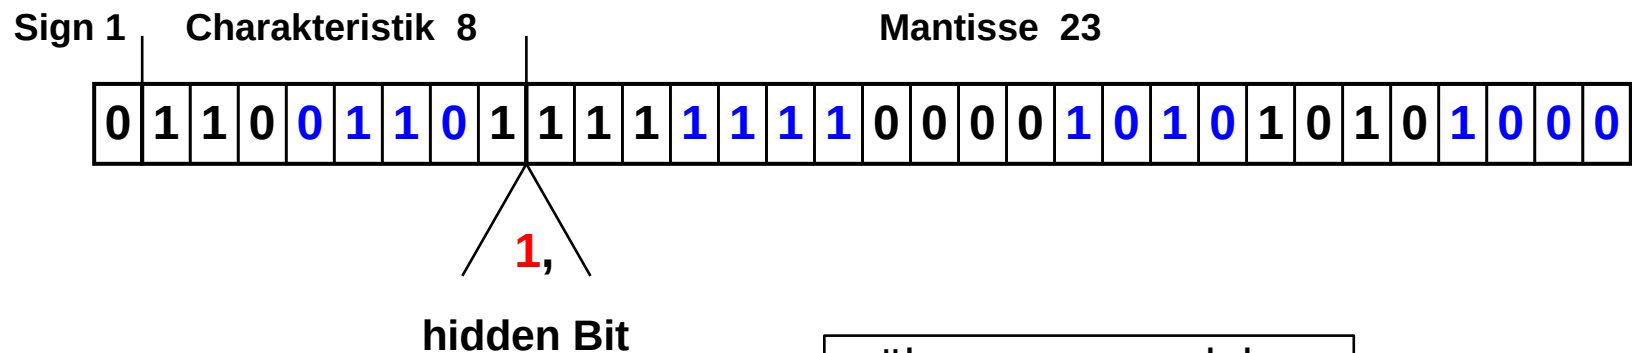 Sign 1 Charakteristik 8 Mantisse 23
0 1 1 0 0 1 1 0 1 1 1 1 1 1 1 1 0 0 0 0 1 0 1 0 1 0 1 0 1 0 0 0
1,
hidden Bit